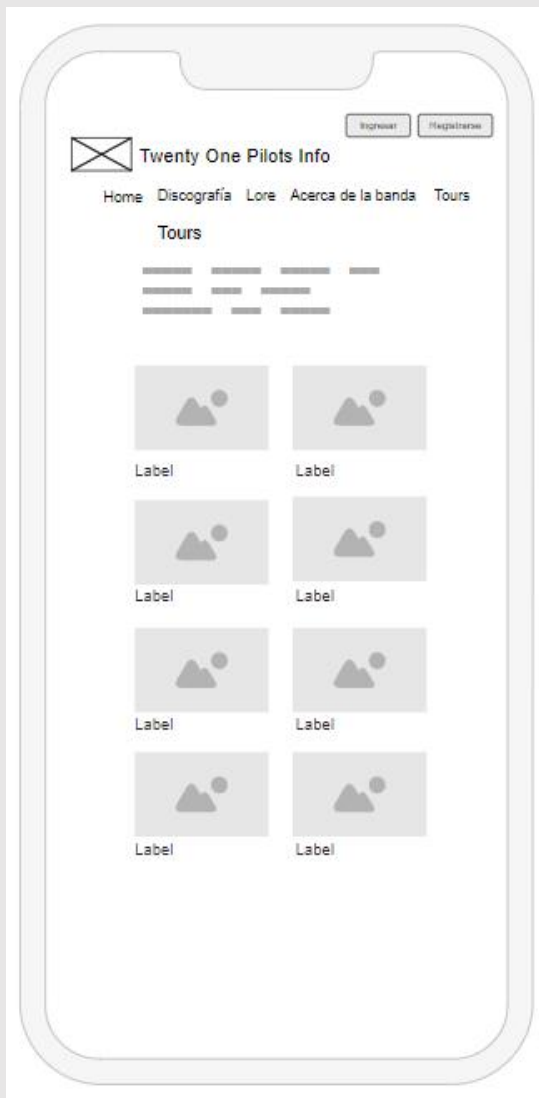 Ingresar Registrarse
Twenty One Pilots Info
Home Discografía Lore Acerca de la banda Tours
Tours
Label Label
Label Label
Label Label
Label Label